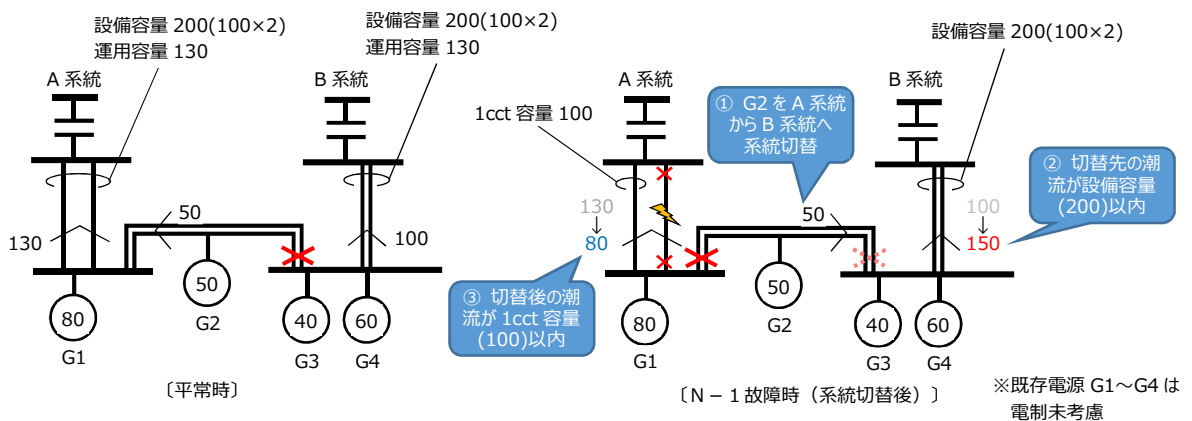 設備容量 200(100×2)
運用容量 130
A 系統
130
50
80
G1
50
G2
設備容量 200(100×2)
運用容量 130
B 系統
100
40
G3
60
G4
〔平常時〕
A 系統
1cct 容量 100
130
↓
80
① G2 を A 系統
から B 系統へ
系統切替
50
設備容量 200(100×2)
B 系統
② 切替先の潮
流が設備容量
(200)以内
100
↓
150
③ 切替後の潮
流が 1cct 容量
(100)以内
80
G1
50
G2
40
G3
60
G4
〔N－1 故障時（系統切替後）〕
※既存電源 G1～G4 は
電制未考慮